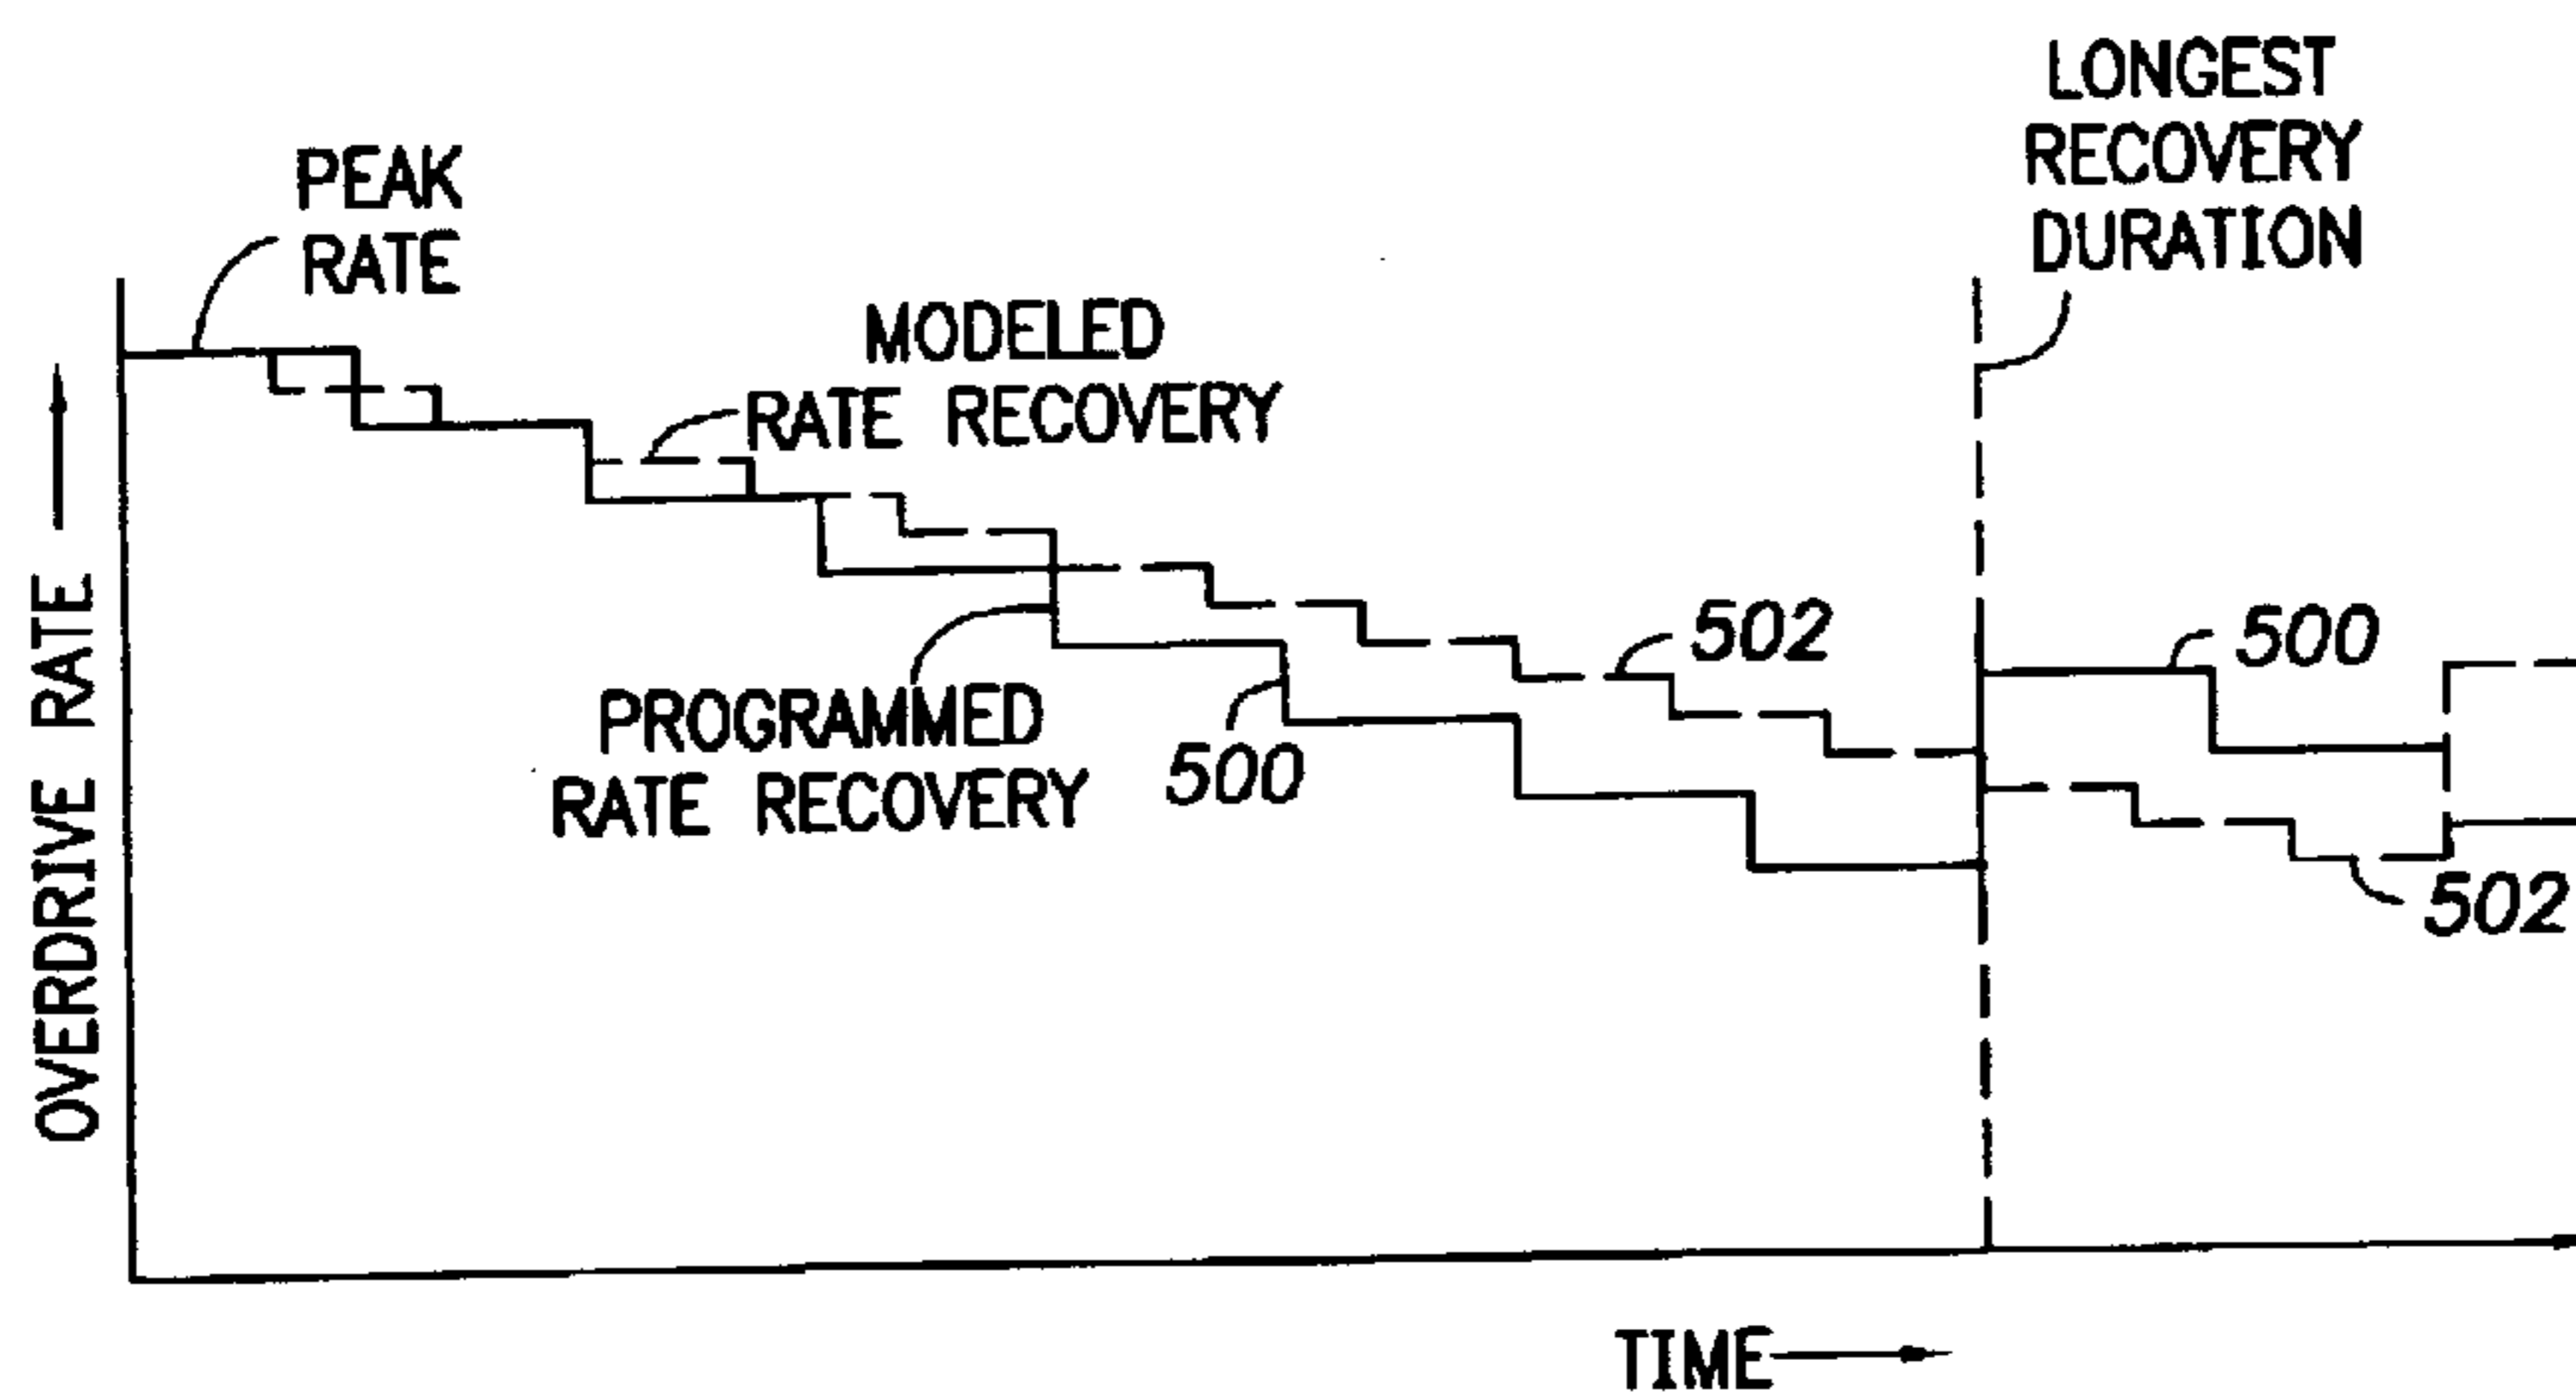 LONGEST
RECOVERY
DURATION
PEAK
RATE
MODELED
RATE RECOVERY
OVERDRIVE RATE
502
500
PROGRAMMED
RATE RECOVERY
500
502
TIME